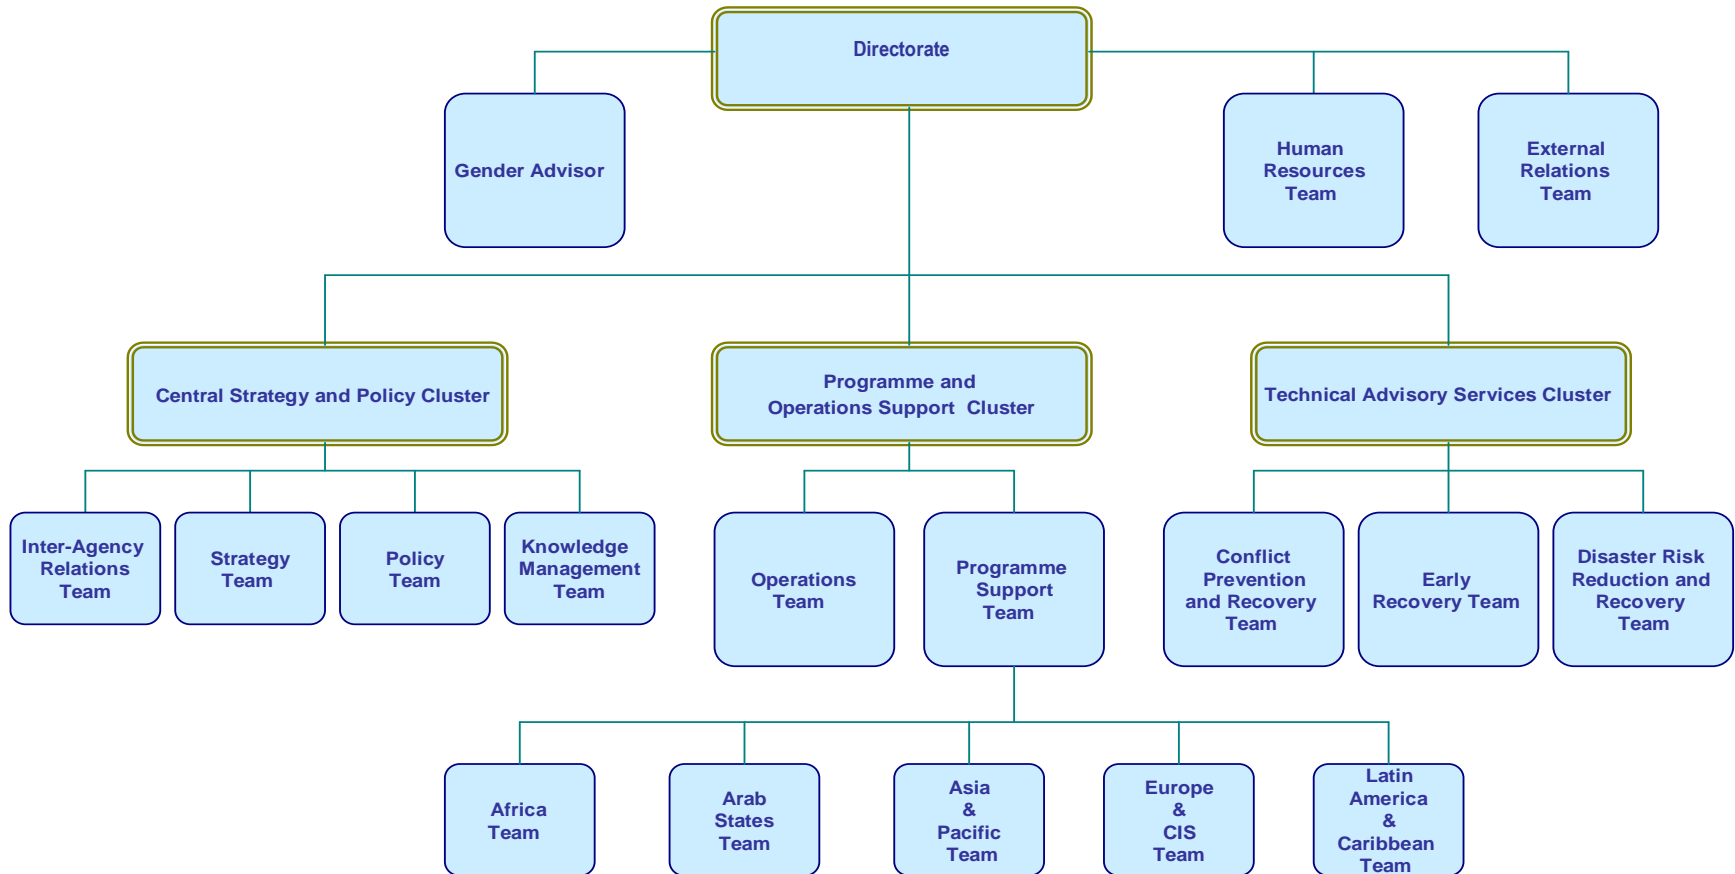 Directorate
Gender Advisor
Human
Resources
Team
External
Relations
Team
Central Strategy and Policy Cluster
Programme and
Operations Support Cluster
Technical Advisory Services Cluster
Inter-Agency
Relations
Team
Strategy
Team
Policy
Team
Knowledge
Management
Team
Operations
Team
Programme
Support
Team
Conflict
Prevention
and Recovery
Team
Early
Recovery Team
Disaster Risk
Reduction and
Recovery
Team
Africa
Team
Arab
States
Team
Asia
&
Pacific
Team
Europe
&
CIS
Team
Latin
America
&
Caribbean
Team